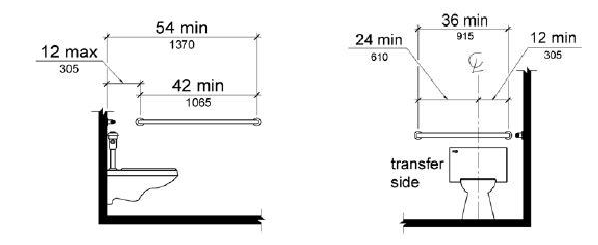 54 min
1370
12 max
305
42 min
1065
36 min
915
24 min
610
12 min
305
CL
transfer
side